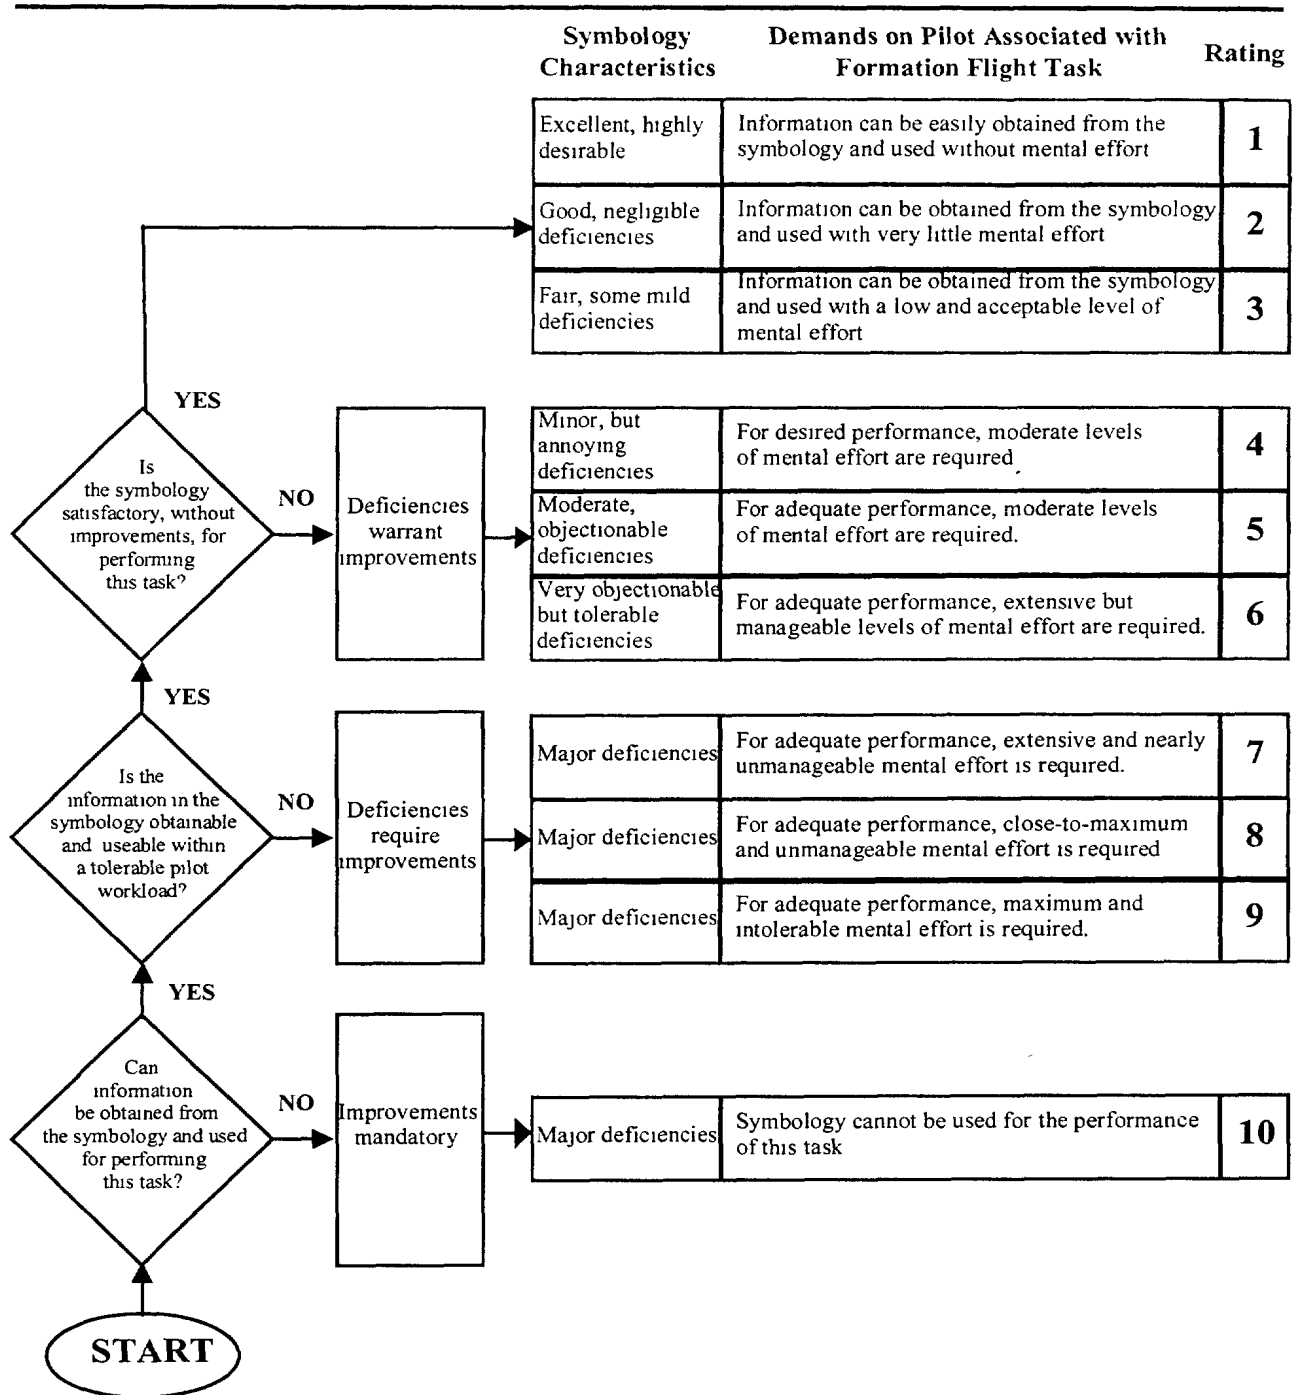 Symbology
Characteristics
Demands on Pilot Associated with
Formation Flight Task
Rating
Excellent, highly
desirable
Information can be easily obtained from the
symbology and used without mental effort
1
Good, negligible
deficiencies
Information can be obtained from the symbology
and used with very little mental effort
2
Fair, some mild
deficiencies
Information can be obtained from the symbology
and used with a low and acceptable level of
mental effort
3
YES
Is
the symbology
satisfactory, without
improvements, for
performing
this task?
NO
Deficiencies
warrant
improvements
Minor, but
annoying
deficiencies
For desired performance, moderate levels
of mental effort are required
4
Moderate,
objectionable
deficiencies
For adequate performance, moderate levels
of mental effort are required.
5
Very objectionable
but tolerable
deficiencies
For adequate performance, extensive but
manageable levels of mental effort are required.
6
YES
Is the
information in the
symbology obtainable
and useable within
a tolerable pilot
workload?
NO
Deficiencies
require
improvements
Major deficiencies
For adequate performance, extensive and nearly
unmanageable mental effort is required.
7
Major deficiencies
For adequate performance, close-to-maximum
and unmanageable mental effort is required
8
Major deficiencies
For adequate performance, maximum and
intolerable mental effort is required.
9
YES
Can
information
be obtained from
the symbology and used
for performing
this task?
NO
Improvements
mandatory
Major deficiencies
Symbology cannot be used for the performance
of this task
10
START